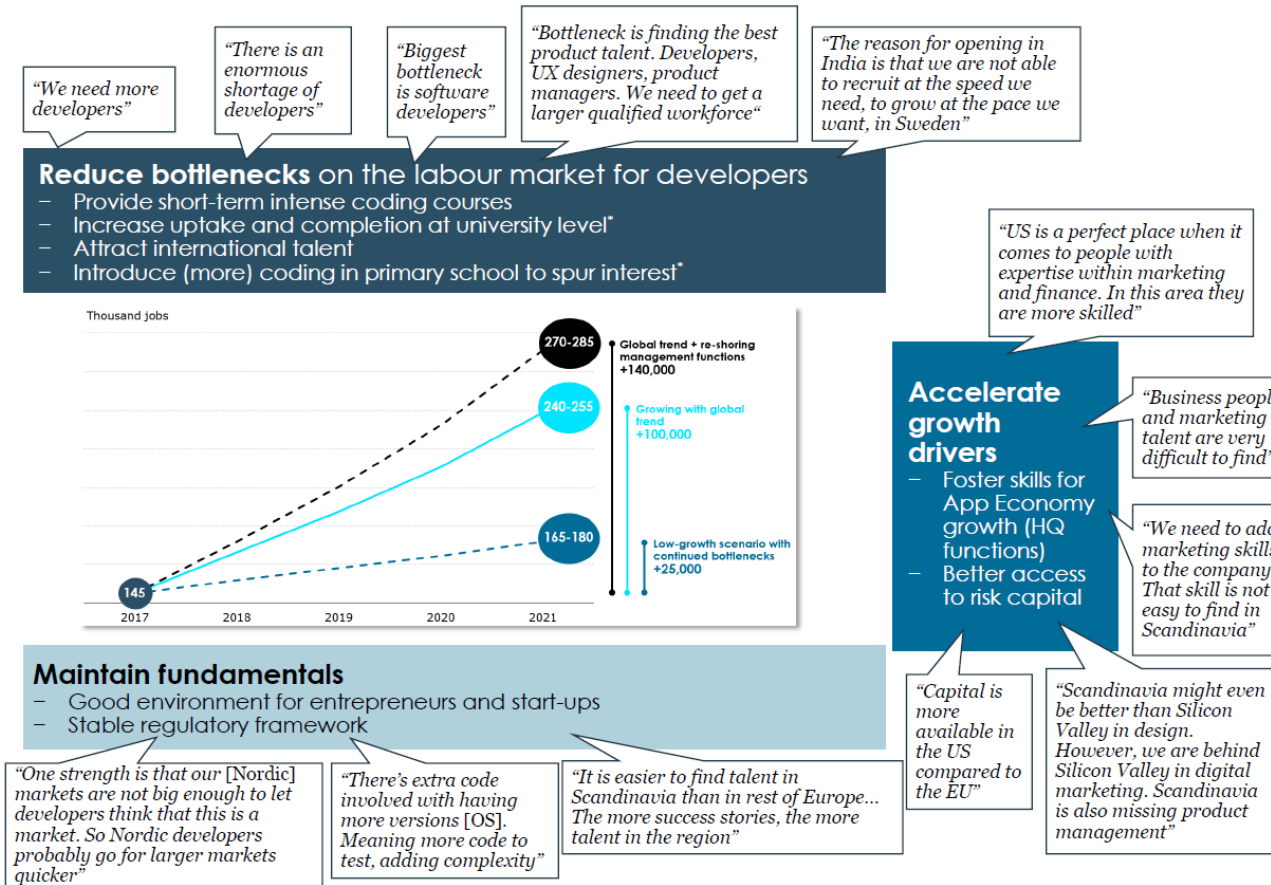 “We need more
developers”
“There is an
enormous
shortage of
developers”
“Biggest
bottleneck
is software
developers”
“Bottleneck is finding the best
product talent. Developers,
UX designers, product
managers. We need to get a
larger qualified workforce“
“The reason for opening in
India is that we are not able
to recruit at the speed we
need, to grow at the pace we
want, in Sweden”
Reduce bottlenecks on the labour market for developers
– Provide short-term intense coding courses
– Increase uptake and completion at university level*
– Attract international talent
– Introduce (more) coding in primary school to spur interest*
“US is a perfect place when it
comes to people with
expertise within marketing
and finance. In this area they
are more skilled”
Thousand jobs
270-285
Global trend + re-shoring
management functions
+140,000
240-255
Growing with global
trend
+100,000
165-180
Low-growth scenario with
continued bottlenecks
+25,000
145
2017 2018 2019 2020 2021
Accelerate
growth
drivers
– Foster skills for
App Economy
growth (HQ
functions)
– Better access
to risk capital
“Business people
and marketing
talent are very
difficult to find”
“We need to add
marketing skills
to the company.
That skill is not
easy to find in
Scandinavia”
Maintain fundamentals
– Good environment for entrepreneurs and start-ups
– Stable regulatory framework
“One strength is that our [Nordic]
markets are not big enough to let
developers think that this is a
market. So Nordic developers
probably go for larger markets
quicker”
“There’s extra code
involved with having
more versions [OS].
Meaning more code to
test, adding complexity”
“It is easier to find talent in
Scandinavia than in rest of Europe…
The more success stories, the more
talent in the region”
“Capital is
more
available in
the US
compared to
the EU”
“Scandinavia might even
be better than Silicon
Valley in design.
However, we are behind
Silicon Valley in digital
marketing. Scandinavia
is also missing product
management”